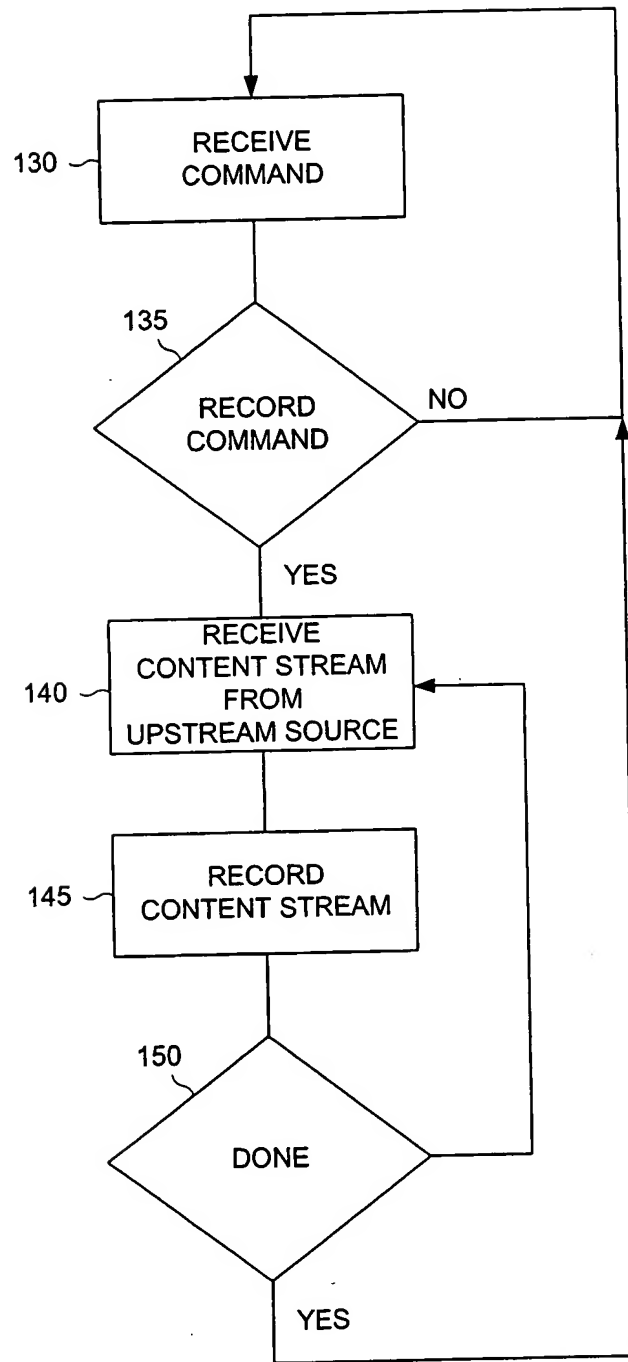 130
RECEIVE
COMMAND
135
RECORD
COMMAND
NO
YES
140
RECEIVE
CONTENT STREAM
FROM
UPSTREAM SOURCE
145
RECORD
CONTENT STREAM
150
DONE
YES